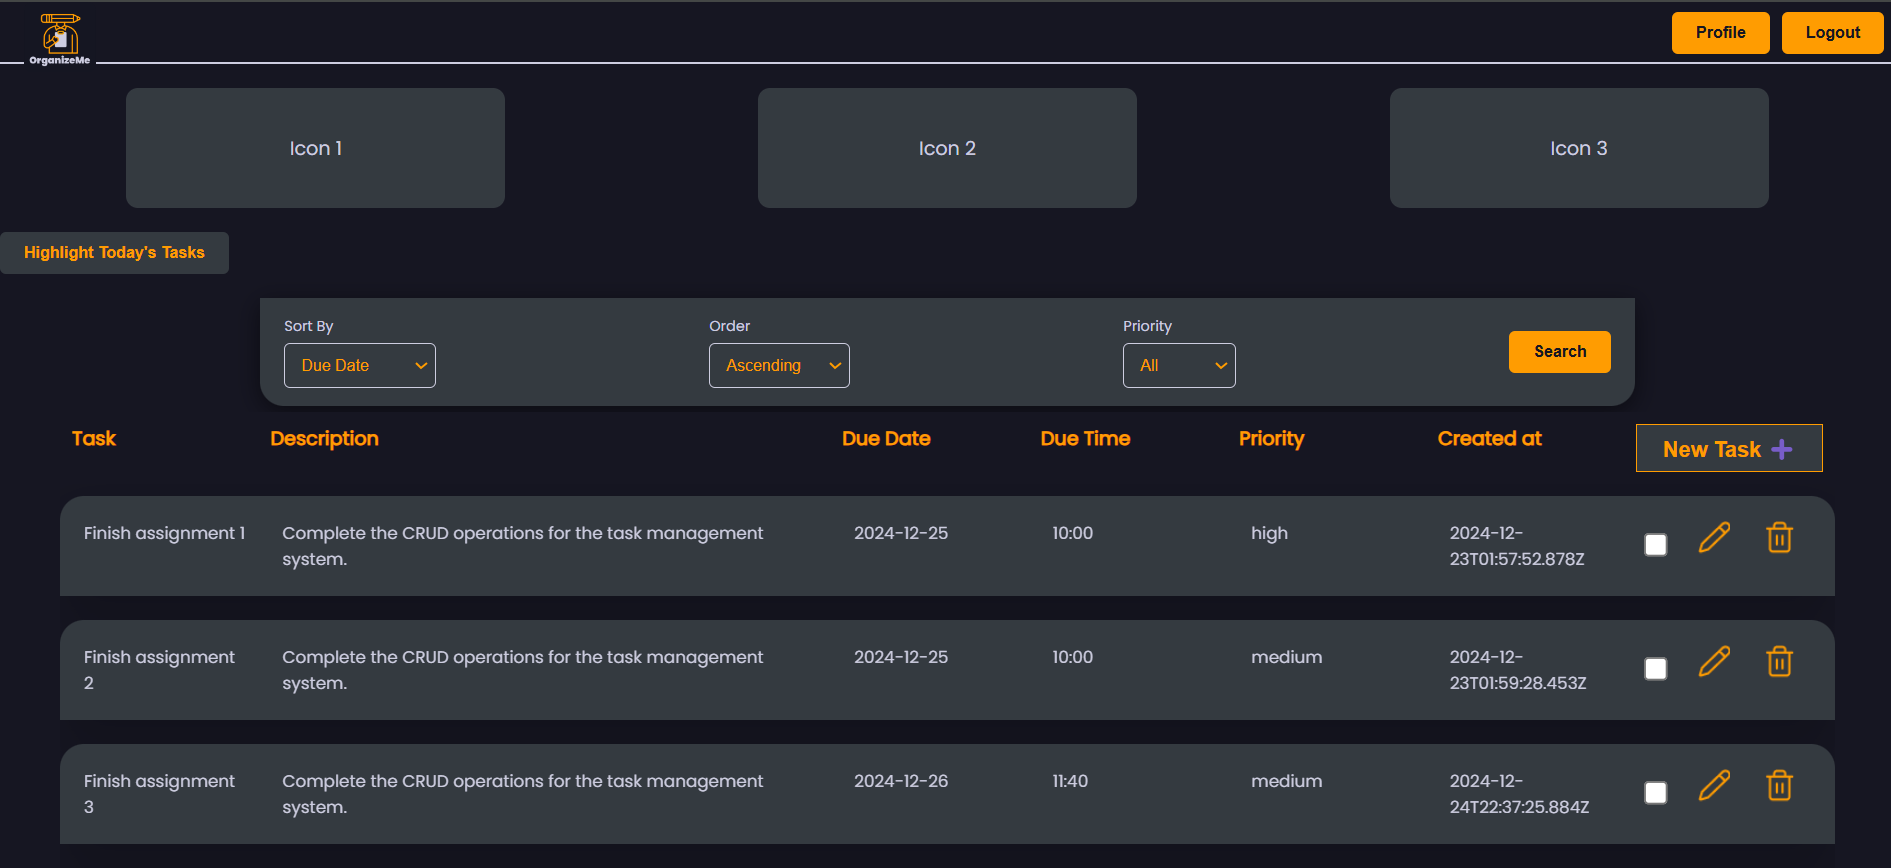 OrganizeMe
Profile
Logout
Icon 1
Icon 2
Icon 3
Highlight Today's Tasks
Sort By
Order
Priority
Due Date
Ascending
All
Search
Task
Description
Due Date
Due Time
Priority
Created at
New Task
Finish assignment 1
Complete the CRUD operations for the task management
system.
2024-12-25
10:00
high
2024-12-
23T01:57:52.878Z
Finish assignment
2
Complete the CRUD operations for the task management
system.
2024-12-25
10:00
medium
2024-12-
23T01:59:28.453Z
Finish assignment
3
Complete the CRUD operations for the task management
system.
2024-12-26
11:40
medium
2024-12-
24T22:37:25.884Z